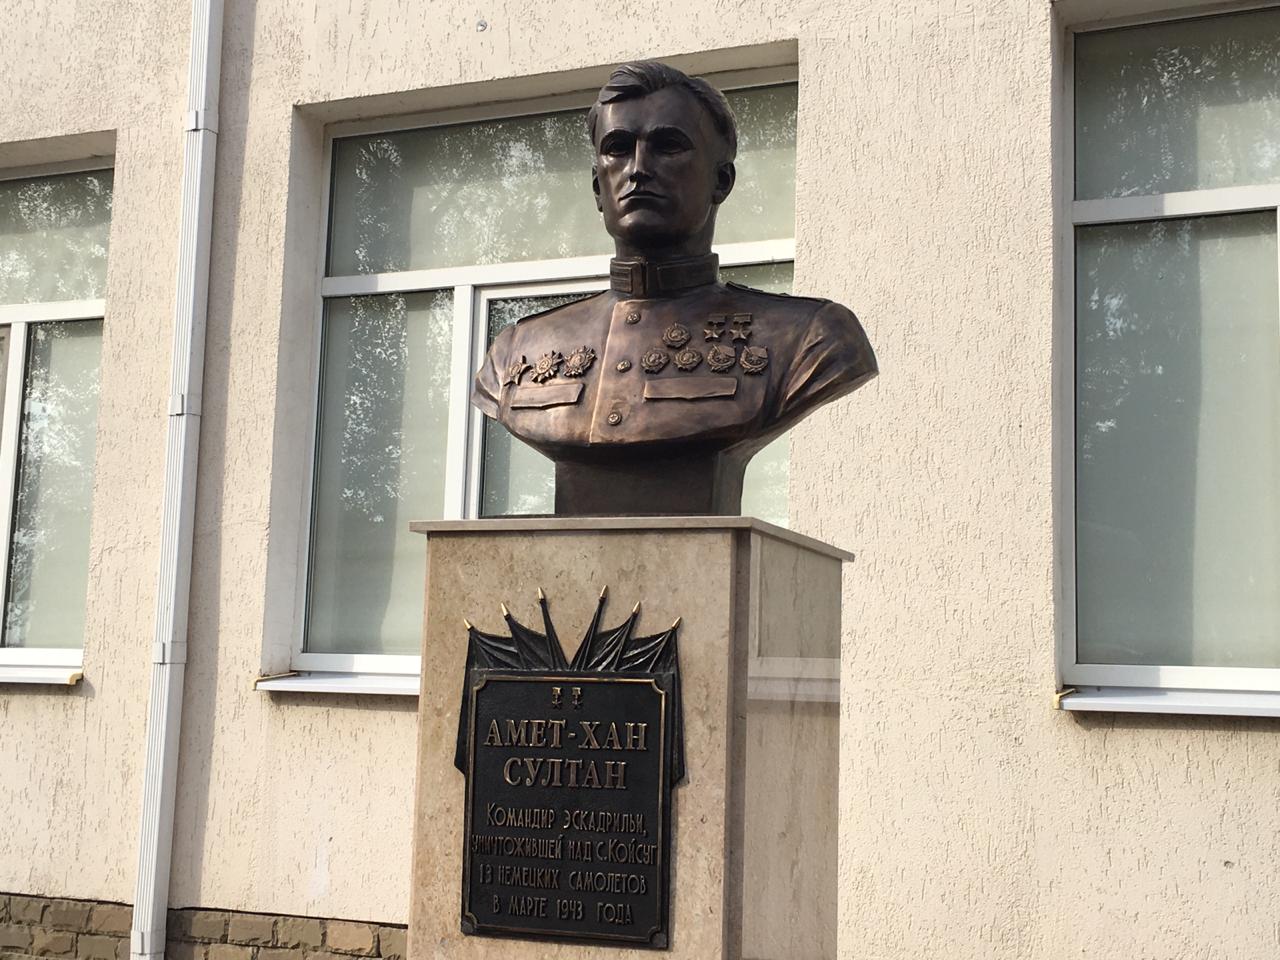 АМЕТ-ХАН
СУЛТАН
Командир эскадрильи,
уничтожившей над с.Койсуг
13 немецких самолетов
в марте 1943 года